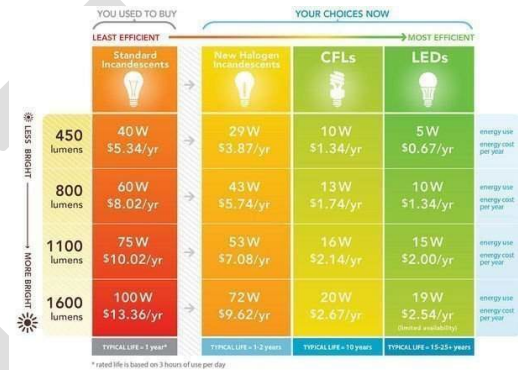 YOU USED TO BUY
YOUR CHOICES NOW
LEAST EFFICIENT
MOST EFFICIENT
Standard Incandescents
New Halogen Incandescents
CFLs
LEDs
LESS BRIGHT
MORE BRIGHT
450 lumens
40W
$5.34/yr
29W
$3.87/yr
10W
$1.34/yr
5W
$0.67/yr
energy use
energy cost per year
800 lumens
60W
$8.02/yr
43W
$5.74/yr
13W
$1.74/yr
10W
$1.34/yr
energy use
energy cost per year
1100 lumens
75W
$10.02/yr
53W
$7.08/yr
16W
$2.14/yr
15W
$2.00/yr
energy use
energy cost per year
1600 lumens
100W
$13.36/yr
72W
$9.62/yr
20W
$2.67/yr
19W
$2.54/yr
(limited availability)
energy use
energy cost per year
TYPICAL LIFE = 1 year*
TYPICAL LIFE = 1-2 years
TYPICAL LIFE = 10 years
TYPICAL LIFE = 15-25+ years
* rated life is based on 3 hours of use per day